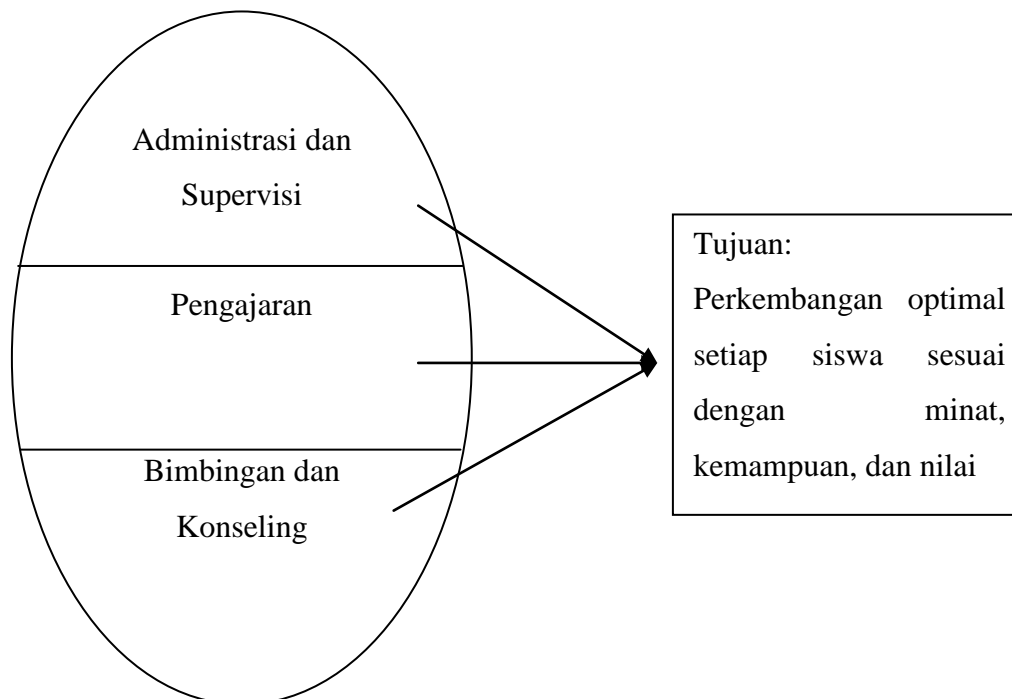 Administrasi dan
Supervisi
Pengajaran
Bimbingan dan
Konseling
Tujuan:
Perkembangan optimal
setiap siswa sesuai
dengan minat,
kemampuan, dan nilai